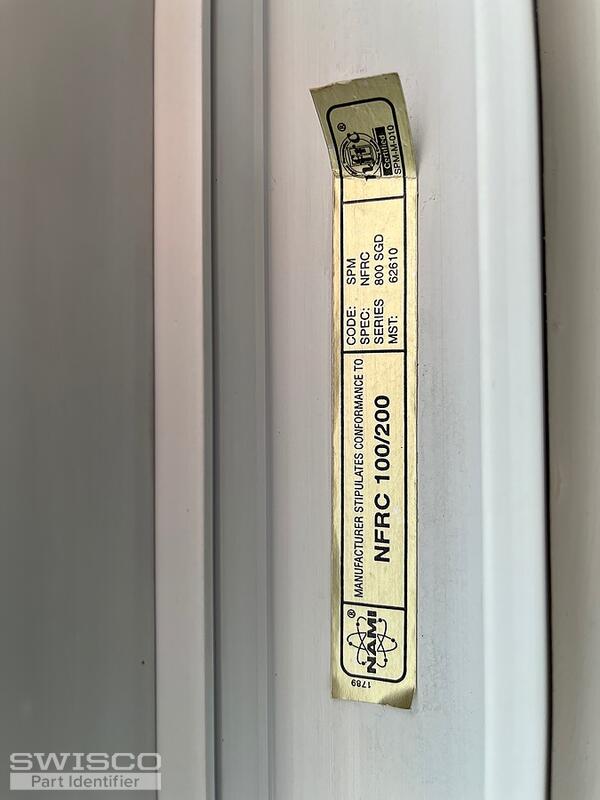 1789
NAMI ®
MANUFACTURER STIPULATES CONFORMANCE TO
NFRC 100/200
CODE: SPM
SPEC: NFRC
SERIES 800 SGD
MST: 62610
nfrc ®
Certified
SPM-M-010
SWISCO
Part Identifier